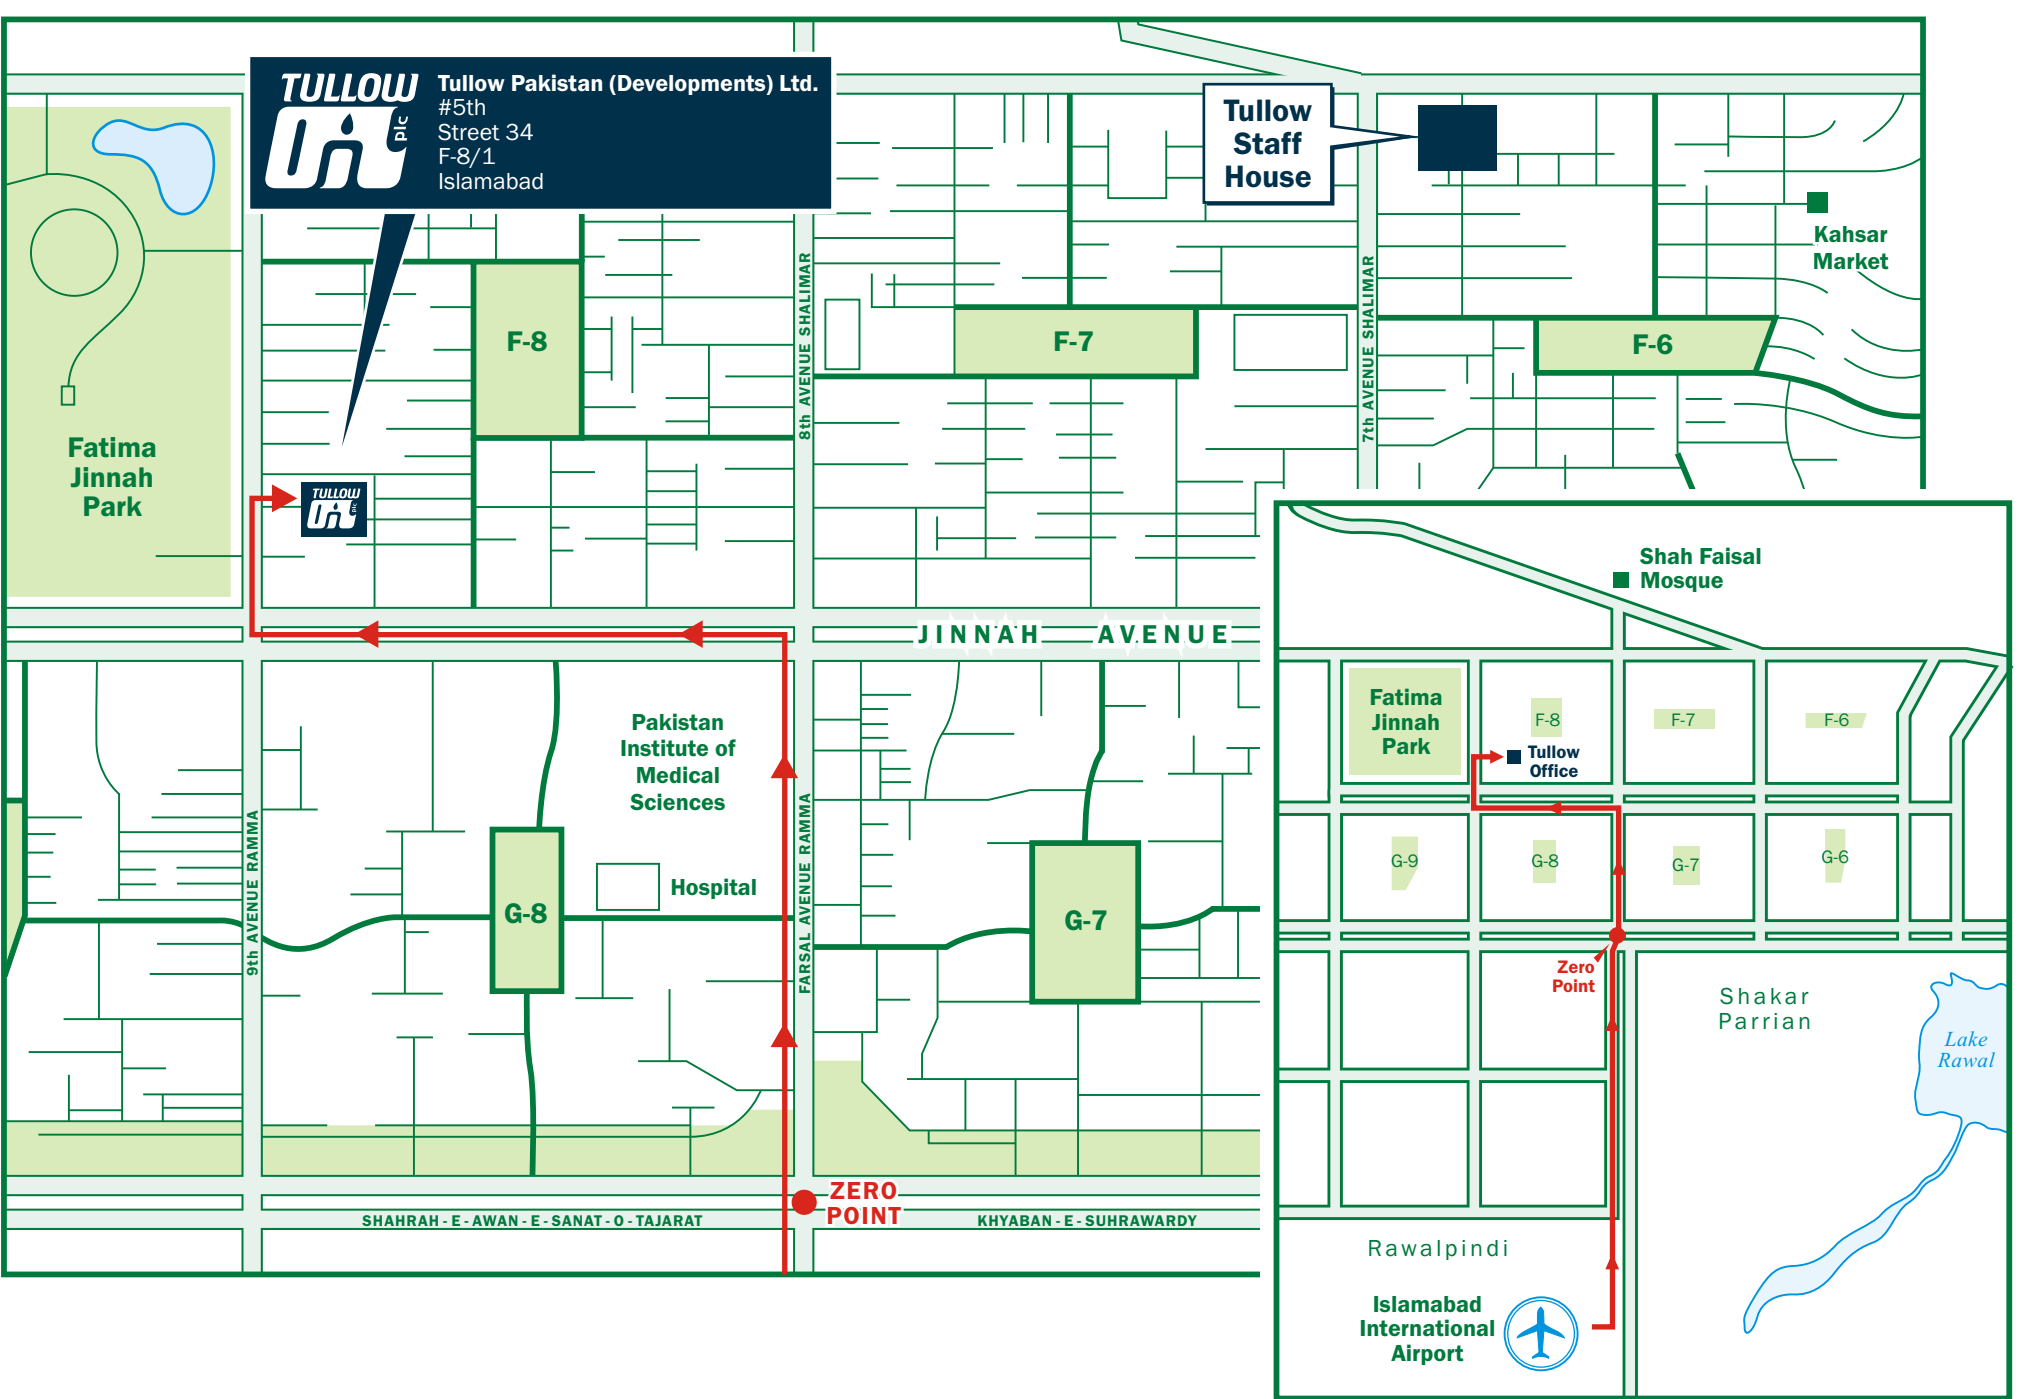 TULLOW
Oil
plc
Tullow Pakistan (Developments) Ltd.
#5th
Street 34
F-8/1
Islamabad
Tullow
Staff
House
Kahsar
Market
F-8
F-7
F-6
8th AVENUE SHALIMAR
7th AVENUE SHALIMAR
Fatima
Jinnah
Park
TULLOW
Oil
plc
JINNAH AVENUE
Pakistan
Institute of
Medical
Sciences
Hospital
G-8
G-7
9th AVENUE RAMMA
FARSAL AVENUE RAMMA
ZERO
POINT
SHAHRAH - E - AWAN - E - SANAT - O - TAJARAT
KHYABAN - E - SUHRAWARDY
Shah Faisal
Mosque
Fatima
Jinnah
Park
F-8
F-7
F-6
Tullow
Office
G-9
G-8
G-7
G-6
Zero
Point
Shakar
Parrian
Lake
Rawal
Rawalpindi
Islamabad
International
Airport